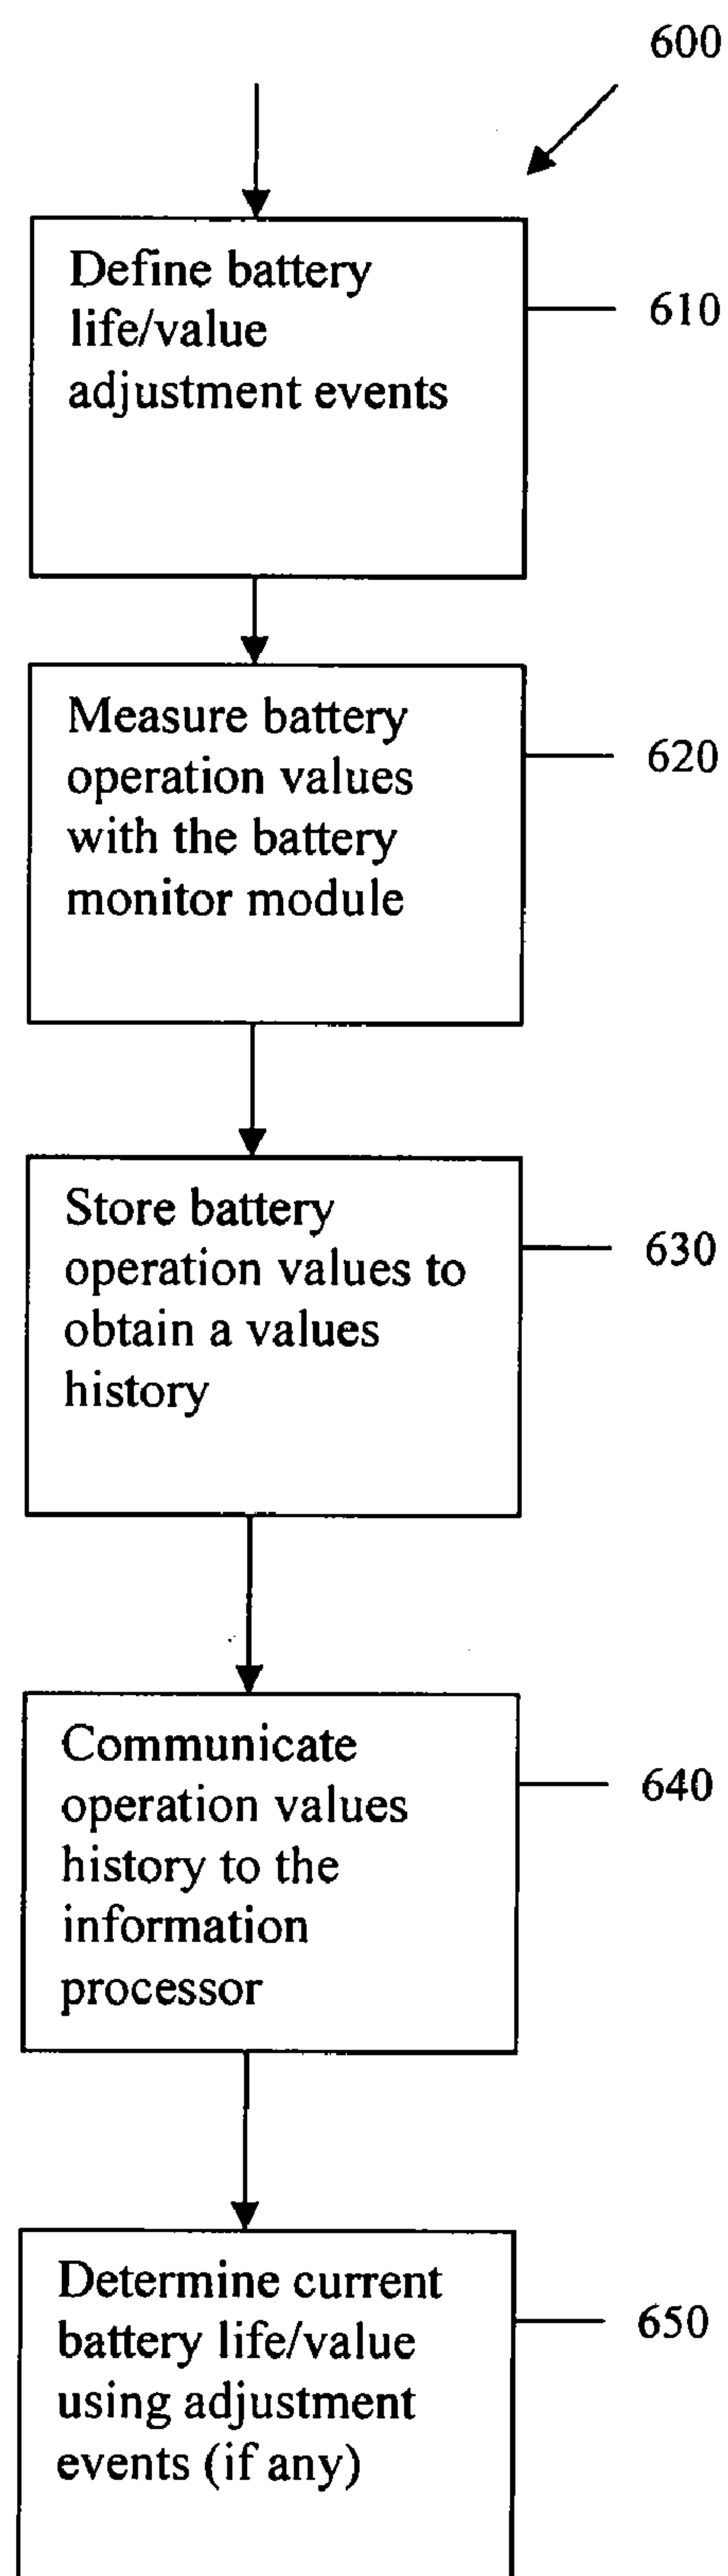 600
Define battery
life/value
adjustment events
610
Measure battery
operation values
with the battery
monitor module
620
Store battery
operation values to
obtain a values
history
630
Communicate
operation values
history to the
information
processor
640
Determine current
battery life/value
using adjustment
events (if any)
650